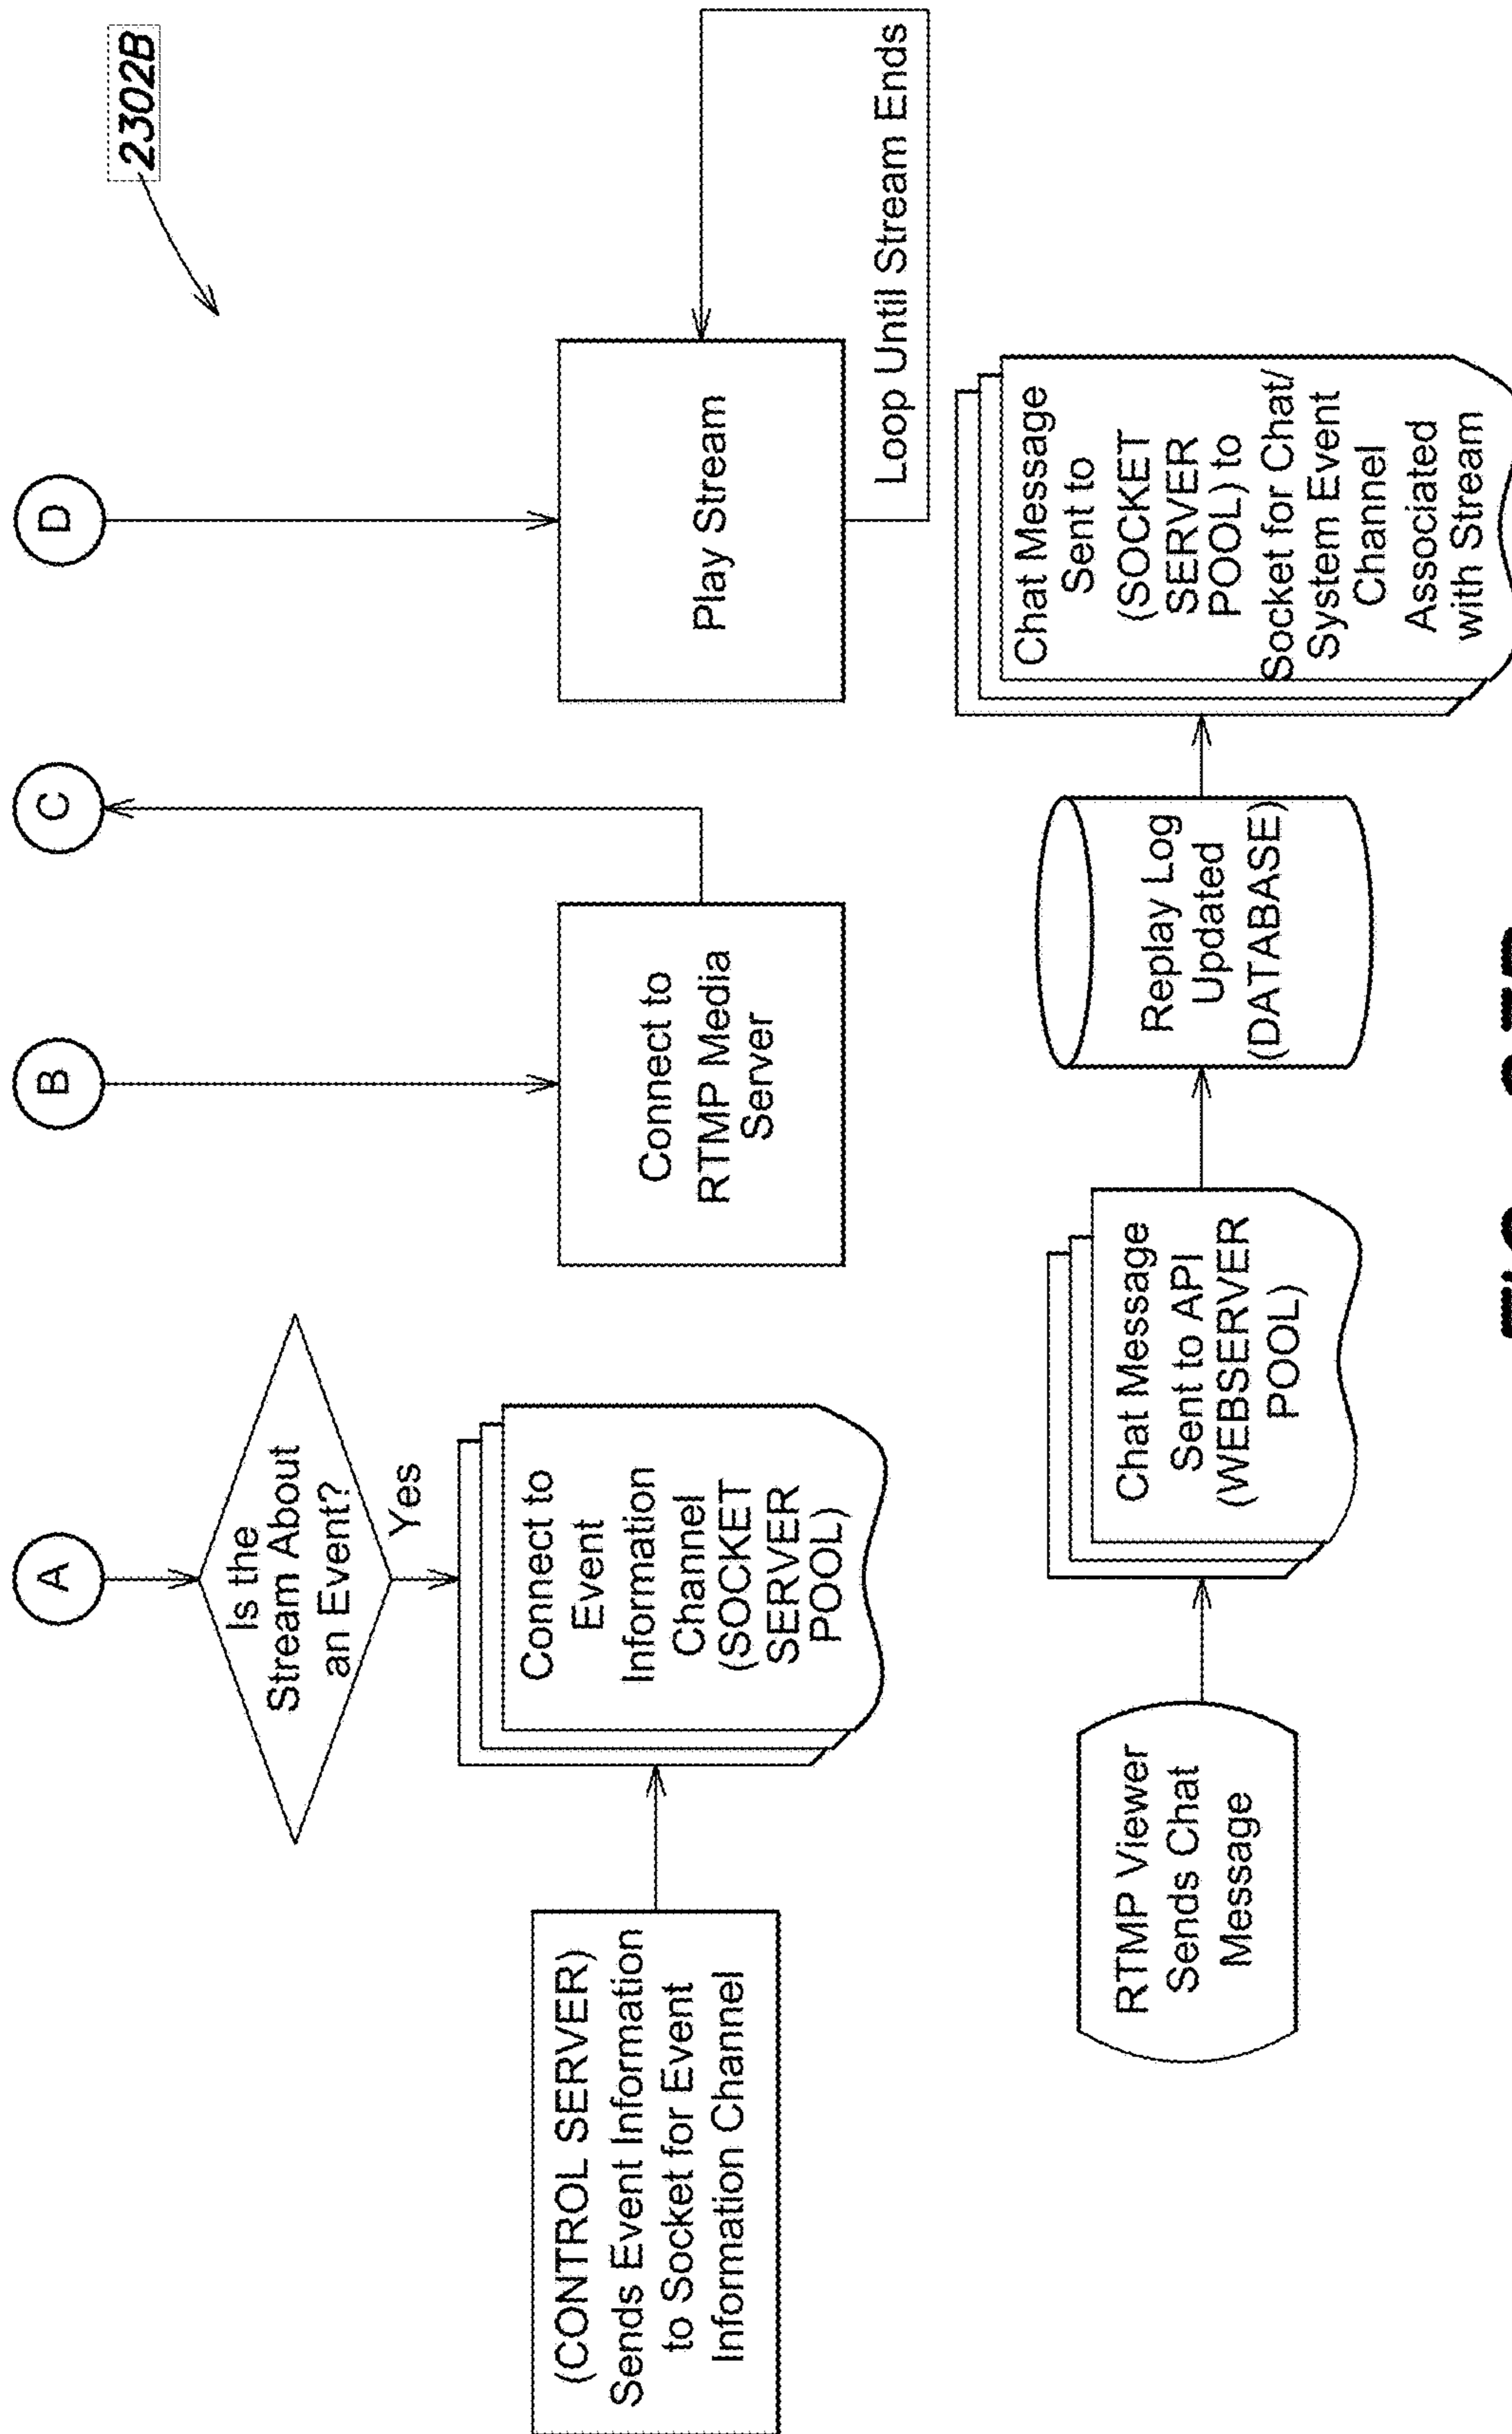 2302B
A
B
C
D
Is the
Stream About
an Event?
Yes
(CONTROL SERVER)
Sends Event Information
to Socket for Event
Information Channel
Connect to
Event
Information
Channel
(SOCKET
SERVER
POOL)
Connect to
RTMP Media
Server
Play Stream
Loop Until Stream Ends
RTMP Viewer
Sends Chat
Message
Chat Message
Sent to API
(WEBSERVER
POOL)
Replay Log
Updated
(DATABASE)
Chat Message
Sent to
(SOCKET
SERVER
POOL) to
Socket for Chat/
System Event
Channel
Associated
with Stream